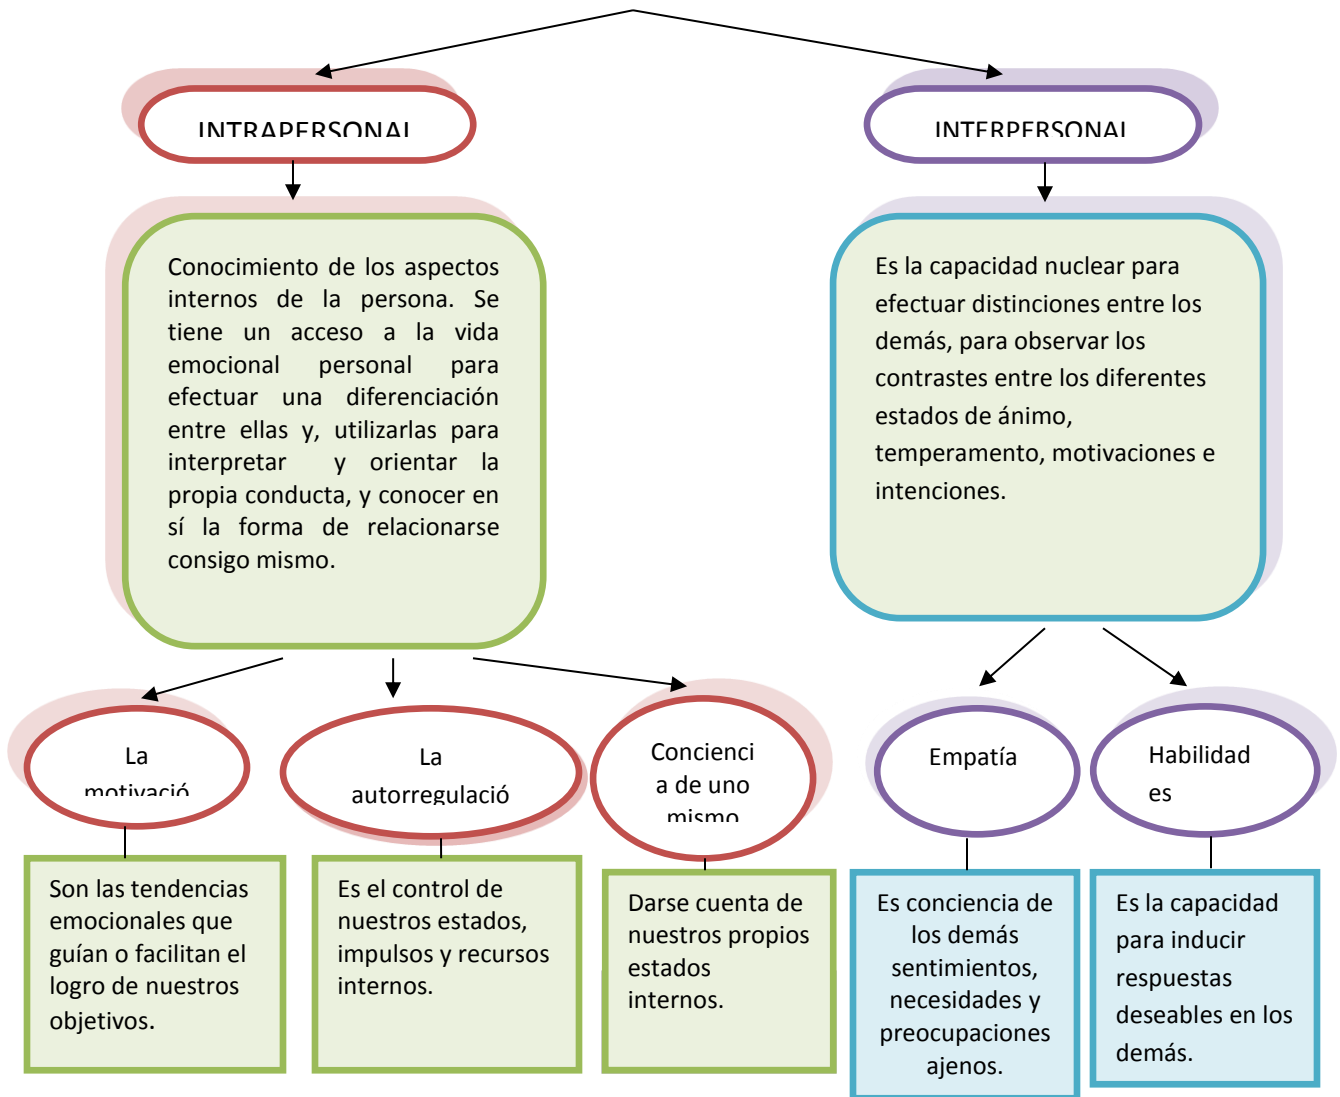 INTRAPERSONAL
INTERPERSONAL
Conocimiento de los aspectos
internos de la persona. Se
tiene un acceso a la vida
emocional personal para
efectuar una diferenciación
entre ellas y, utilizarlas para
interpretar y orientar la
propia conducta, y conocer en
sí la forma de relacionarse
consigo mismo.
Es la capacidad nuclear para
efectuar distinciones entre los
demás, para observar los
contrastes entre los diferentes
estados de ánimo,
temperamento, motivaciones e
intenciones.
La
motivació
La
autorregulació
Concienci
a de uno
mismo
Empatía
Habilidad
es
Son las tendencias
emocionales que
guían o facilitan el
logro de nuestros
objetivos.
Es el control de
nuestros estados,
impulsos y recursos
internos.
Darse cuenta de
nuestros propios
estados
internos.
Es conciencia de
los demás
sentimientos,
necesidades y
preocupaciones
ajenos.
Es la capacidad
para inducir
respuestas
deseables en los
demás.